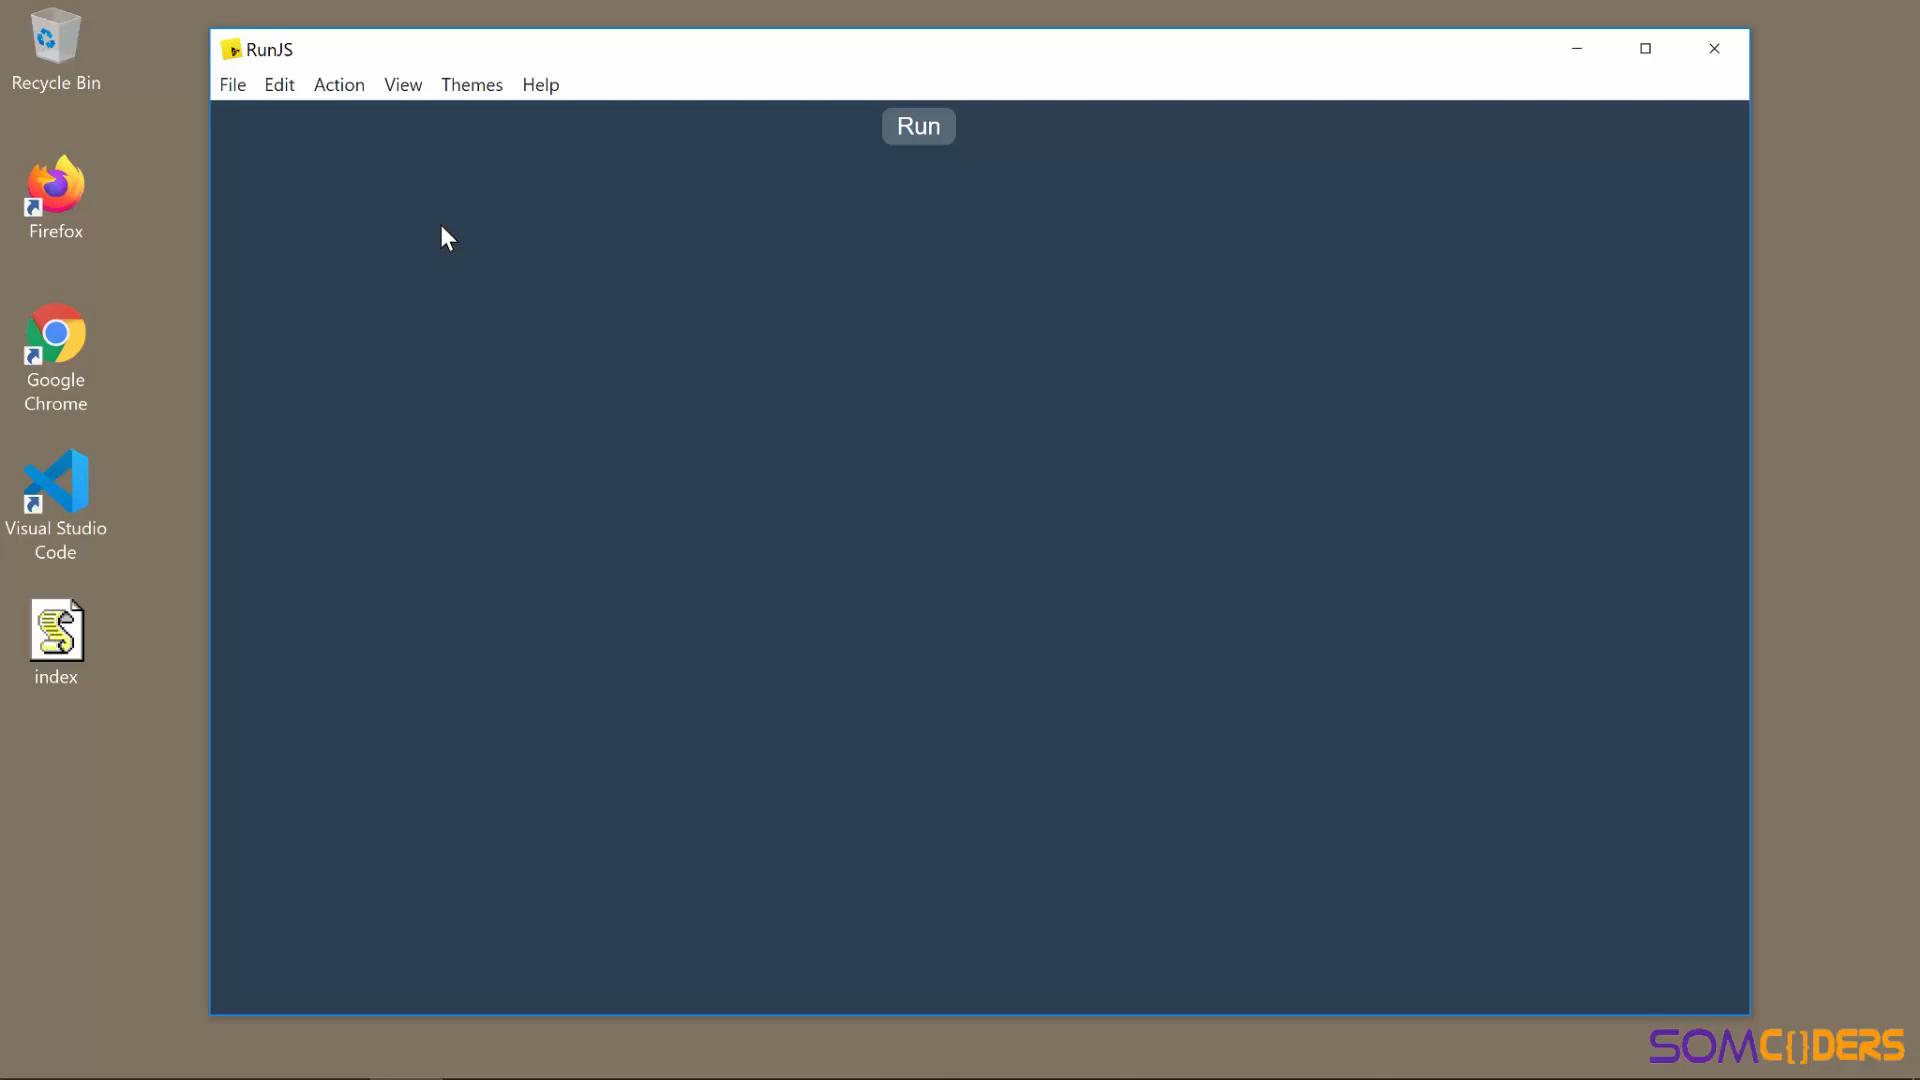 Recycle Bin
Firefox
Google
Chrome
Visual Studio
Code
index
RunJS
File Edit Action View Themes Help
Run
SOMC{}DERS